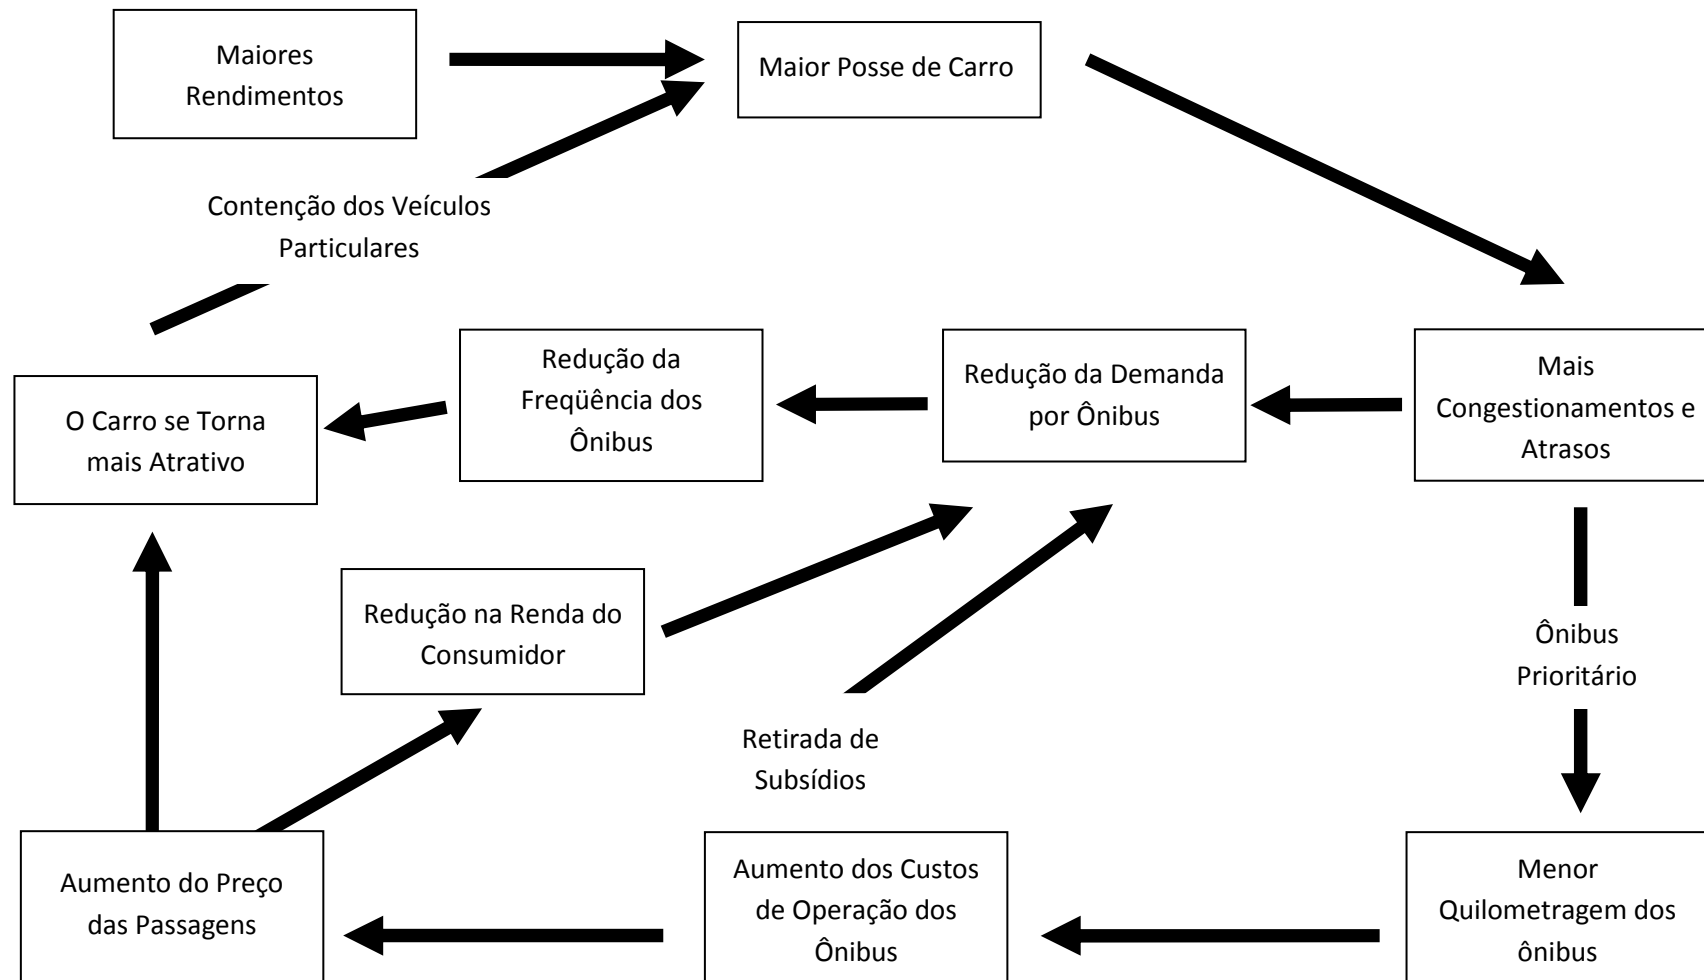 Maiores
Rendimentos
Maior Posse de Carro
Contenção dos Veículos
Particulares
O Carro se Torna
mais Atrativo
Redução da
Freqüência dos
Ônibus
Redução da Demanda
por Ônibus
Mais
Congestionamentos e
Atrasos
Redução na Renda do
Consumidor
Ônibus
Prioritário
Retirada de
Subsídios
Aumento do Preço
das Passagens
Aumento dos Custos
de Operação dos
Ônibus
Menor
Quilometragem dos
ônibus